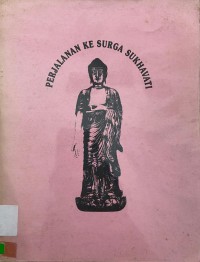 PERJALANAN KE SURGA SUKHAVATI